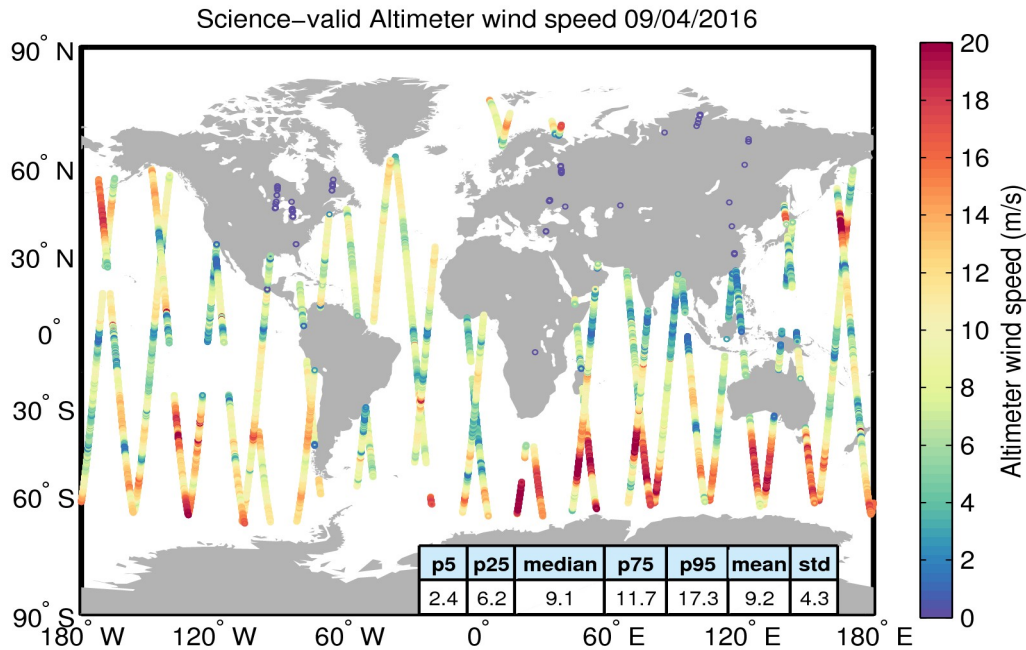 Science−valid Altimeter wind speed 09/04/2016
90° N
60° N
30° N
0°
30° S
60° S
90° S
180° W
120° W
60° W
0°
60° E
120° E
180° E
p5 p25 median p75 p95 mean std
2.4 6.2 9.1 11.7 17.3 9.2 4.3
20
18
16
14
12
10
8
6
4
2
0
Altimeter wind speed (m/s)